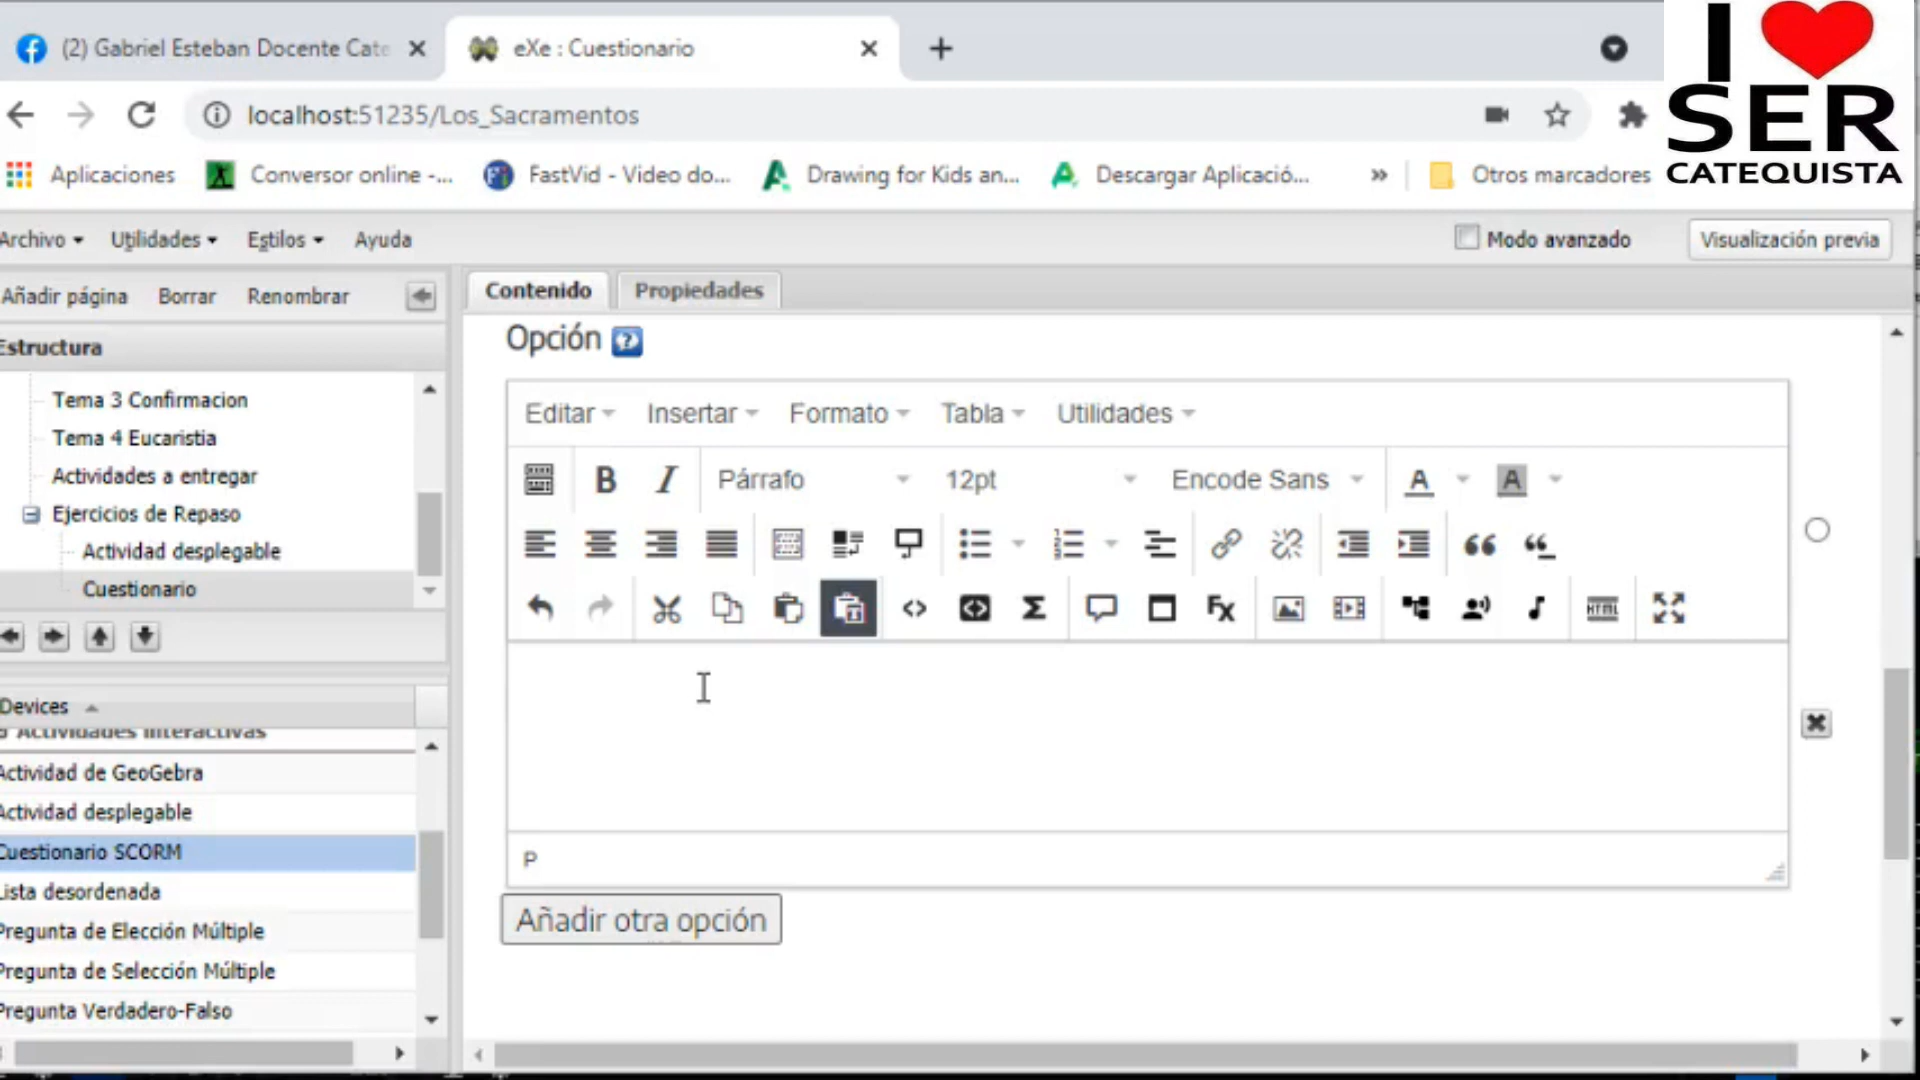 (2) Gabriel Esteban Docente Cate
eXe : Cuestionario
I
SER
CATEQUISTA
localhost:51235/Los_Sacramentos
Aplicaciones
Conversor online -...
FastVid - Video do...
Drawing for Kids an...
Descargar Aplicació...
»
Otros marcadores
Archivo
Utilidades
Estilos
Ayuda
Modo avanzado
Visualización previa
Añadir página
Borrar
Renombrar
Contenido
Propiedades
Estructura
Tema 3 Confirmacion
Tema 4 Eucaristia
Actividades a entregar
Ejercicios de Repaso
Actividad desplegable
Cuestionario
Opción
Editar
Insertar
Formato
Tabla
Utilidades
B
I
Párrafo
12pt
Encode Sans
A
A
HTML
P
Añadir otra opción
Devices
Actividades Interactivas
Actividad de GeoGebra
Actividad desplegable
Cuestionario SCORM
Lista desordenada
Pregunta de Elección Múltiple
Pregunta de Selección Múltiple
Pregunta Verdadero-Falso